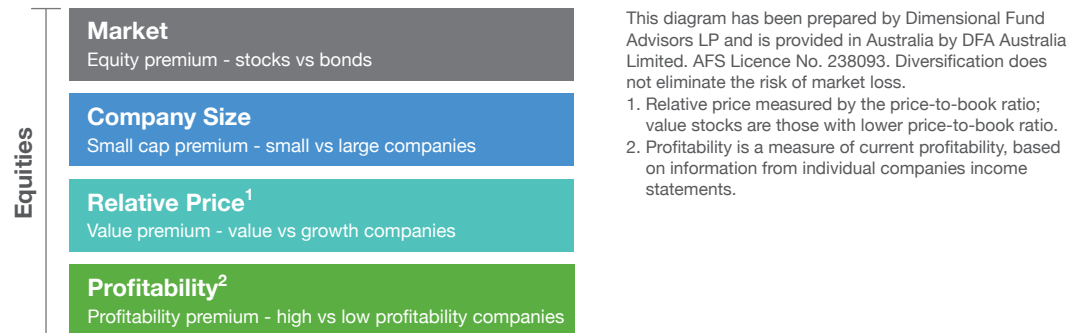 Equities
Market
Equity premium - stocks vs bonds
Company Size
Small cap premium - small vs large companies
Relative Price1
Value premium - value vs growth companies
Profitability2
Profitability premium - high vs low profitability companies
This diagram has been prepared by Dimensional Fund
Advisors LP and is provided in Australia by DFA Australia
Limited. AFS Licence No. 238093. Diversification does
not eliminate the risk of market loss.
1. Relative price measured by the price-to-book ratio;
value stocks are those with lower price-to-book ratio.
2. Profitability is a measure of current profitability, based
on information from individual companies income
statements.